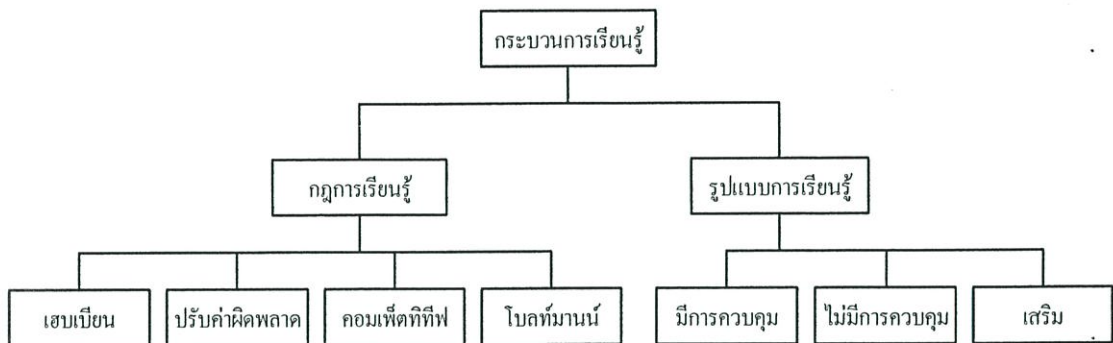 กระบวนการเรียนรู้
กฎการเรียนรู้
รูปแบบการเรียนรู้
เฮบเบียน
ปรับค่าผิดพลาด
คอมเพ็ตทิทีฟ
โบลท์มานน์
มีการควบคุม
ไม่มีการควบคุม
เสริม